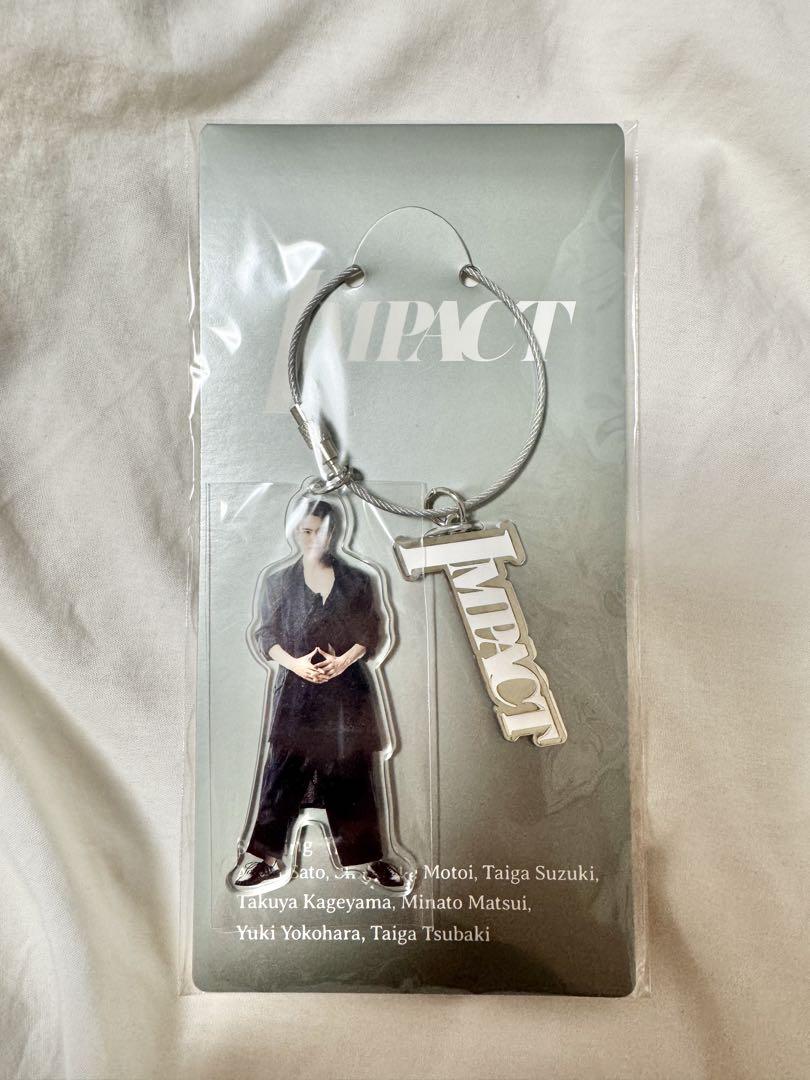 IMPACT
IMPACT
Sato, Motoi, Taiga Suzuki,
Takuya Kageyama, Minato Matsui,
Yuki Yokohara, Taiga Tsubaki